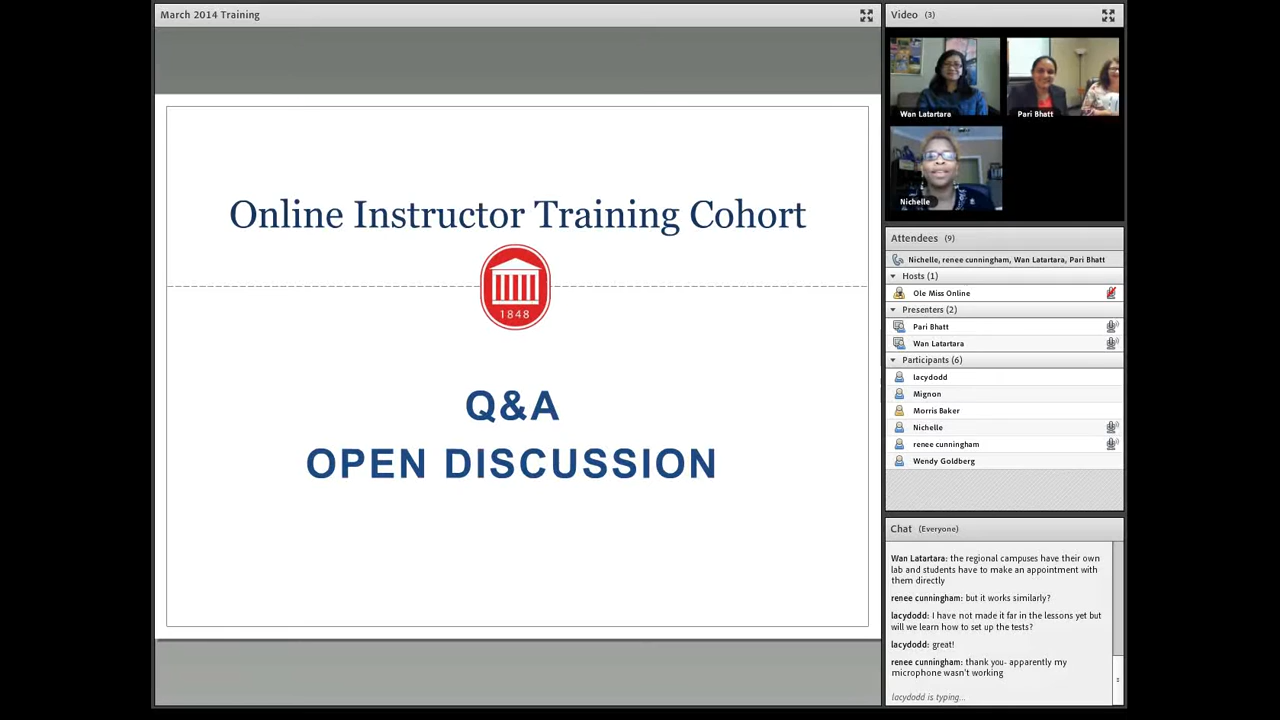 March 2014 Training
Online Instructor Training Cohort
1848
Q&A
OPEN DISCUSSION
Video (3)
Wan Latartara
Pari Bhatt
Nichelle
Attendees (9)
Nichelle, renee cunningham, Wan Latartara, Pari Bhatt
Hosts (1)
Ole Miss Online
Presenters (2)
Pari Bhatt
Wan Latartara
Participants (6)
lacydodd
Mignon
Morris Baker
Nichelle
renee cunningham
Wendy Goldberg
Chat (Everyone)
Wan Latartara: the regional campuses have their own
lab and students have to make an appointment with
them directly
renee cunningham: but it works similarly?
lacydodd: I have not made it far in the lessons yet but
will we learn how to set up the tests?
lacydodd: great!
renee cunningham: thank you- apparently my
microphone wasn't working
lacydodd is typing...